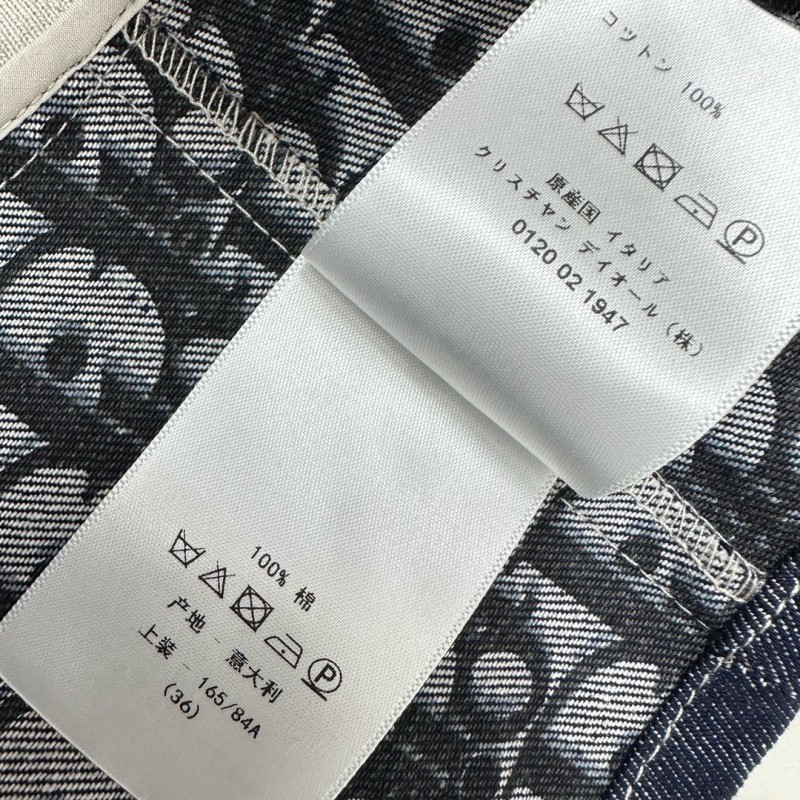 コットン 100%
P
原産国 イタリア
クリスチャン ディオール (株)
0120 02 1947
100% 棉
P
产地 - 意大利
上装 - 165/84A
(36)